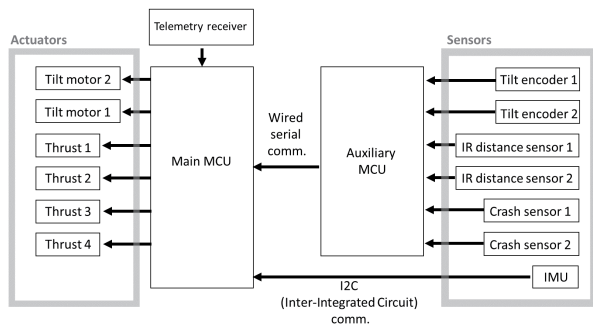 Telemetry receiver
Actuators
Sensors
Tilt motor 2
Tilt motor 1
Thrust 1
Thrust 2
Thrust 3
Thrust 4
Main MCU
Wired
serial
comm.
Auxiliary
MCU
Tilt encoder 1
Tilt encoder 2
IR distance sensor 1
IR distance sensor 2
Crash sensor 1
Crash sensor 2
IMU
I2C
(Inter-Integrated Circuit)
comm.